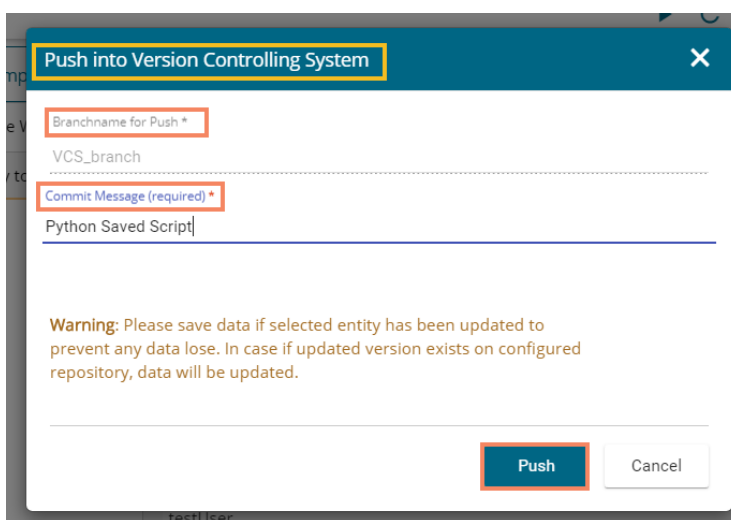 Push into Version Controlling System
Branchname for Push *
VCS_branch
Commit Message (required) *
Python Saved Script
Warning: Please save data if selected entity has been updated to
prevent any data lose. In case if updated version exists on configured
repository, data will be updated.
Push Cancel
testUser